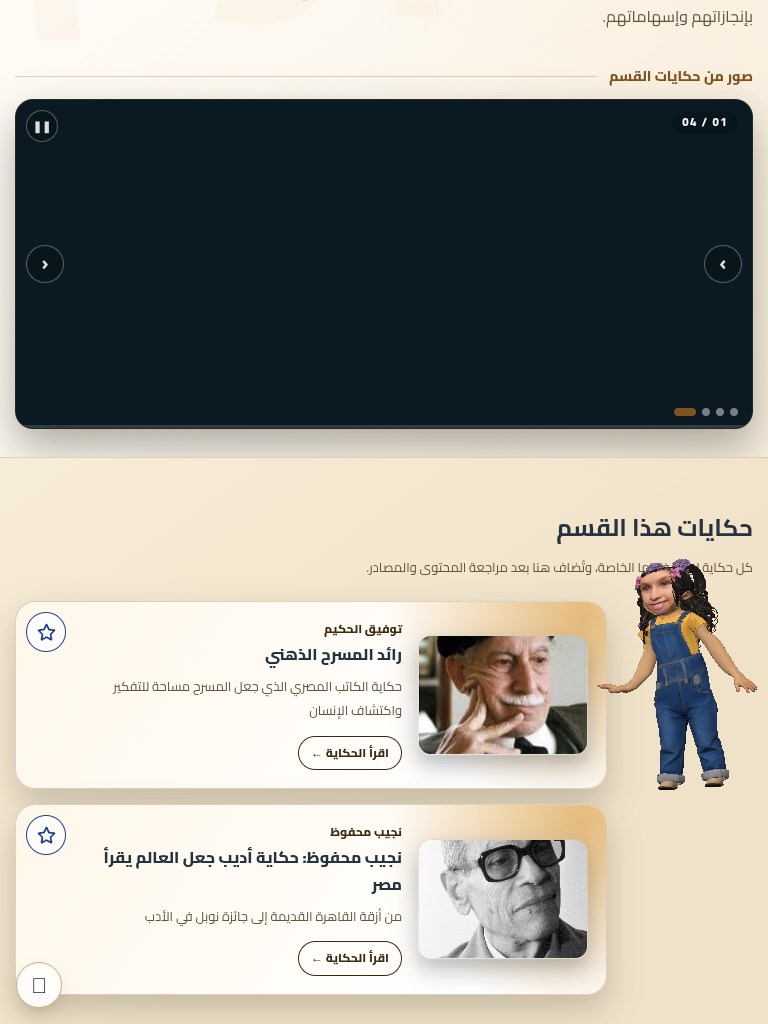 بإنجازاتهم وإسهاماتهم.
صور من حكايات القسم
04 / 01
حكايات هذا القسم
كل حكاية لها الخاصة، وتُضاف هنا بعد مراجعة المحتوى والمصادر.
توفيق الحكيم
رائد المسرح الذهني
حكاية الكاتب المصري الذي جعل المسرح مساحة للتفكير
واكتشاف الإنسان
اقرأ الحكاية ←
نجيب محفوظ
نجيب محفوظ: حكاية أديب جعل العالم يقرأ
مصر
من أزقة القاهرة القديمة إلى جائزة نوبل في الأدب
اقرأ الحكاية ←